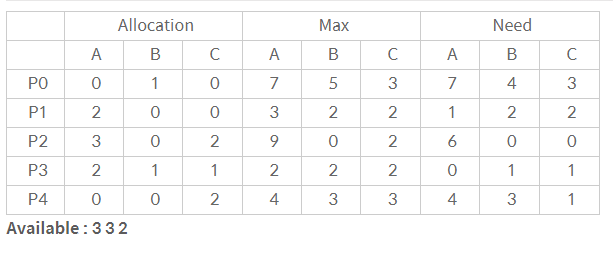 Allocation Max Need
A B C A B C A B C
P0 0 1 0 7 5 3 7 4 3
P1 2 0 0 3 2 2 1 2 2
P2 3 0 2 9 0 2 6 0 0
P3 2 1 1 2 2 2 0 1 1
P4 0 0 2 4 3 3 4 3 1
Available : 3 3 2